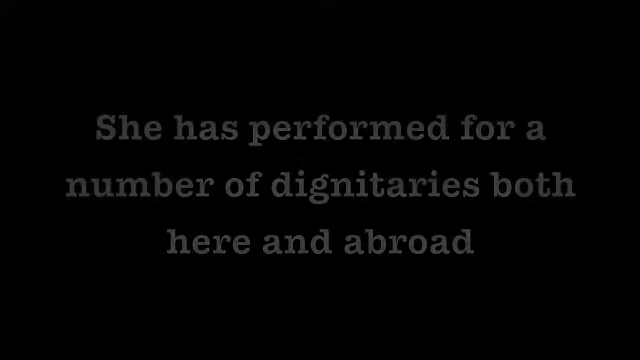 She has performed for a
number of dignitaries both
here and abroad